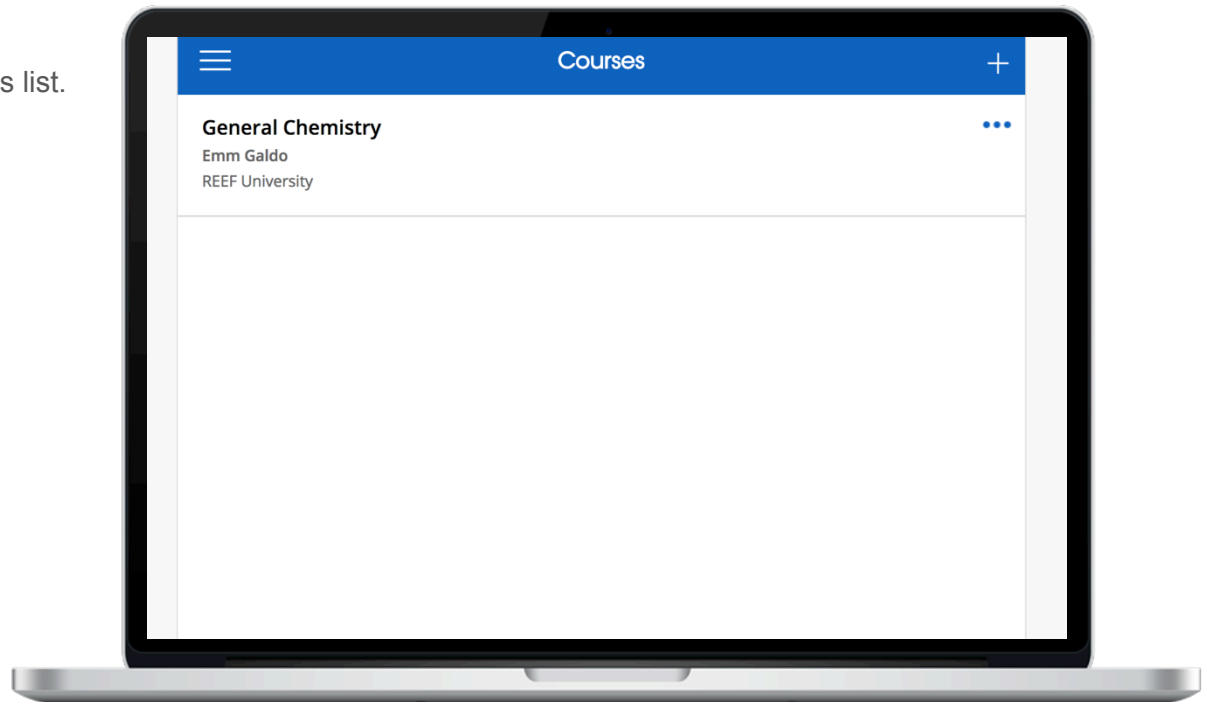 s list.
Courses
General Chemistry
Emm Galdo
REEF University